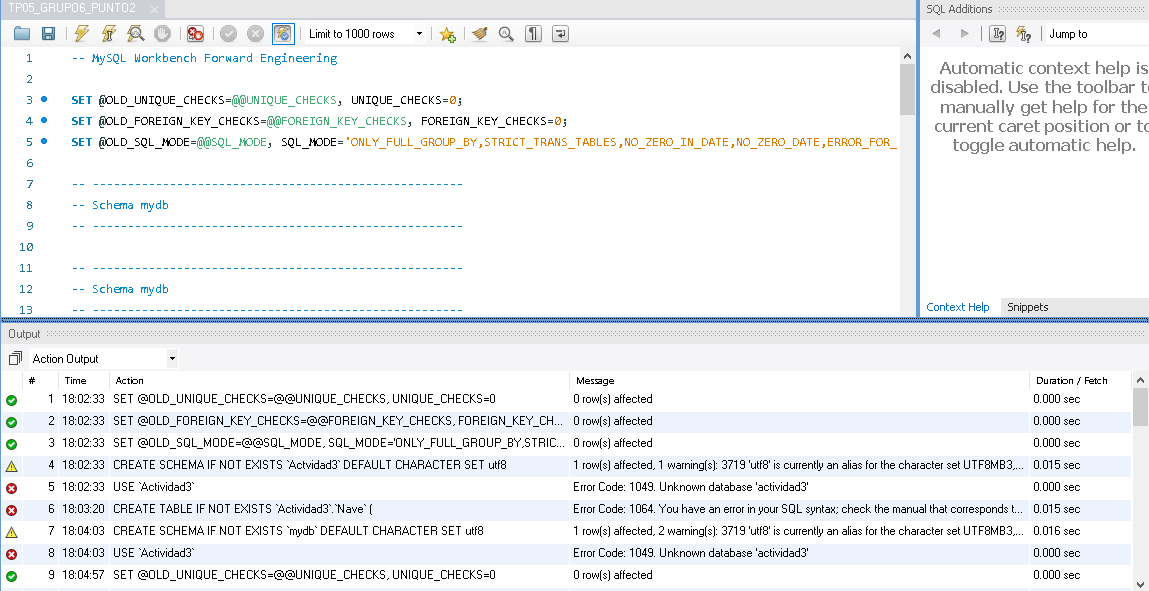 TP05_GRUPO6_PUNTO2
SQL Additions
Limit to 1000 rows
Jump to
1 -- MySQL Workbench Forward Engineering
2
3 SET @OLD_UNIQUE_CHECKS=@@UNIQUE_CHECKS, UNIQUE_CHECKS=0;
4 SET @OLD_FOREIGN_KEY_CHECKS=@@FOREIGN_KEY_CHECKS, FOREIGN_KEY_CHECKS=0;
5 SET @OLD_SQL_MODE=@@SQL_MODE, SQL_MODE='ONLY_FULL_GROUP_BY,STRICT_TRANS_TABLES,NO_ZERO_IN_DATE,NO_ZERO_DATE,ERROR_FOR_
6
7 -- -----------------------------------------------------
8 -- Schema mydb
9 -- -----------------------------------------------------
10
11 -- -----------------------------------------------------
12 -- Schema mydb
13 -- -----------------------------------------------------
Automatic context help is
disabled. Use the toolbar to
manually get help for the
current caret position or to
toggle automatic help.
Context Help Snippets
Output
Action Output
# Time Action Message Duration / Fetch
1 18:02:33 SET @OLD_UNIQUE_CHECKS=@@UNIQUE_CHECKS, UNIQUE_CHECKS=0 0 row(s) affected 0.000 sec
2 18:02:33 SET @OLD_FOREIGN_KEY_CHECKS=@@FOREIGN_KEY_CHECKS, FOREIGN_KEY_CH... 0 row(s) affected 0.000 sec
3 18:02:33 SET @OLD_SQL_MODE=@@SQL_MODE, SQL_MODE='ONLY_FULL_GROUP_BY,STRIC... 0 row(s) affected 0.000 sec
4 18:02:33 CREATE SCHEMA IF NOT EXISTS `Actvidad3` DEFAULT CHARACTER SET utf8 1 row(s) affected, 1 warning(s): 3719 'utf8' is currently an alias for the character set UTF8MB3,... 0.015 sec
5 18:02:33 USE `Actividad3` Error Code: 1049. Unknown database 'actividad3' 0.000 sec
6 18:03:20 CREATE TABLE IF NOT EXISTS `Actividad3`.`Nave` ( Error Code: 1064. You have an error in your SQL syntax; check the manual that corresponds t... 0.015 sec
7 18:04:03 CREATE SCHEMA IF NOT EXISTS `mydb` DEFAULT CHARACTER SET utf8 1 row(s) affected, 2 warning(s): 3719 'utf8' is currently an alias for the character set UTF8MB3,... 0.016 sec
8 18:04:03 USE `Actividad3` Error Code: 1049. Unknown database 'actividad3' 0.000 sec
9 18:04:57 SET @OLD_UNIQUE_CHECKS=@@UNIQUE_CHECKS, UNIQUE_CHECKS=0 0 row(s) affected 0.000 sec